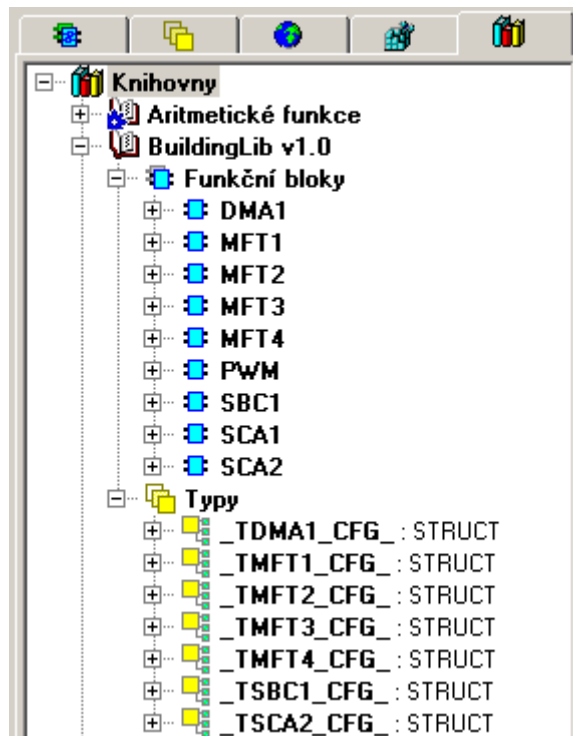 Knihovny
Aritmetické funkce
BuildingLib v1.0
Funkční bloky
DMA1
MFT1
MFT2
MFT3
MFT4
PWM
SBC1
SCA1
SCA2
Typy
_TDMA1_CFG_ : STRUCT
_TMFT1_CFG_ : STRUCT
_TMFT2_CFG_ : STRUCT
_TMFT3_CFG_ : STRUCT
_TMFT4_CFG_ : STRUCT
_TSBC1_CFG_ : STRUCT
_TSCA2_CFG_ : STRUCT